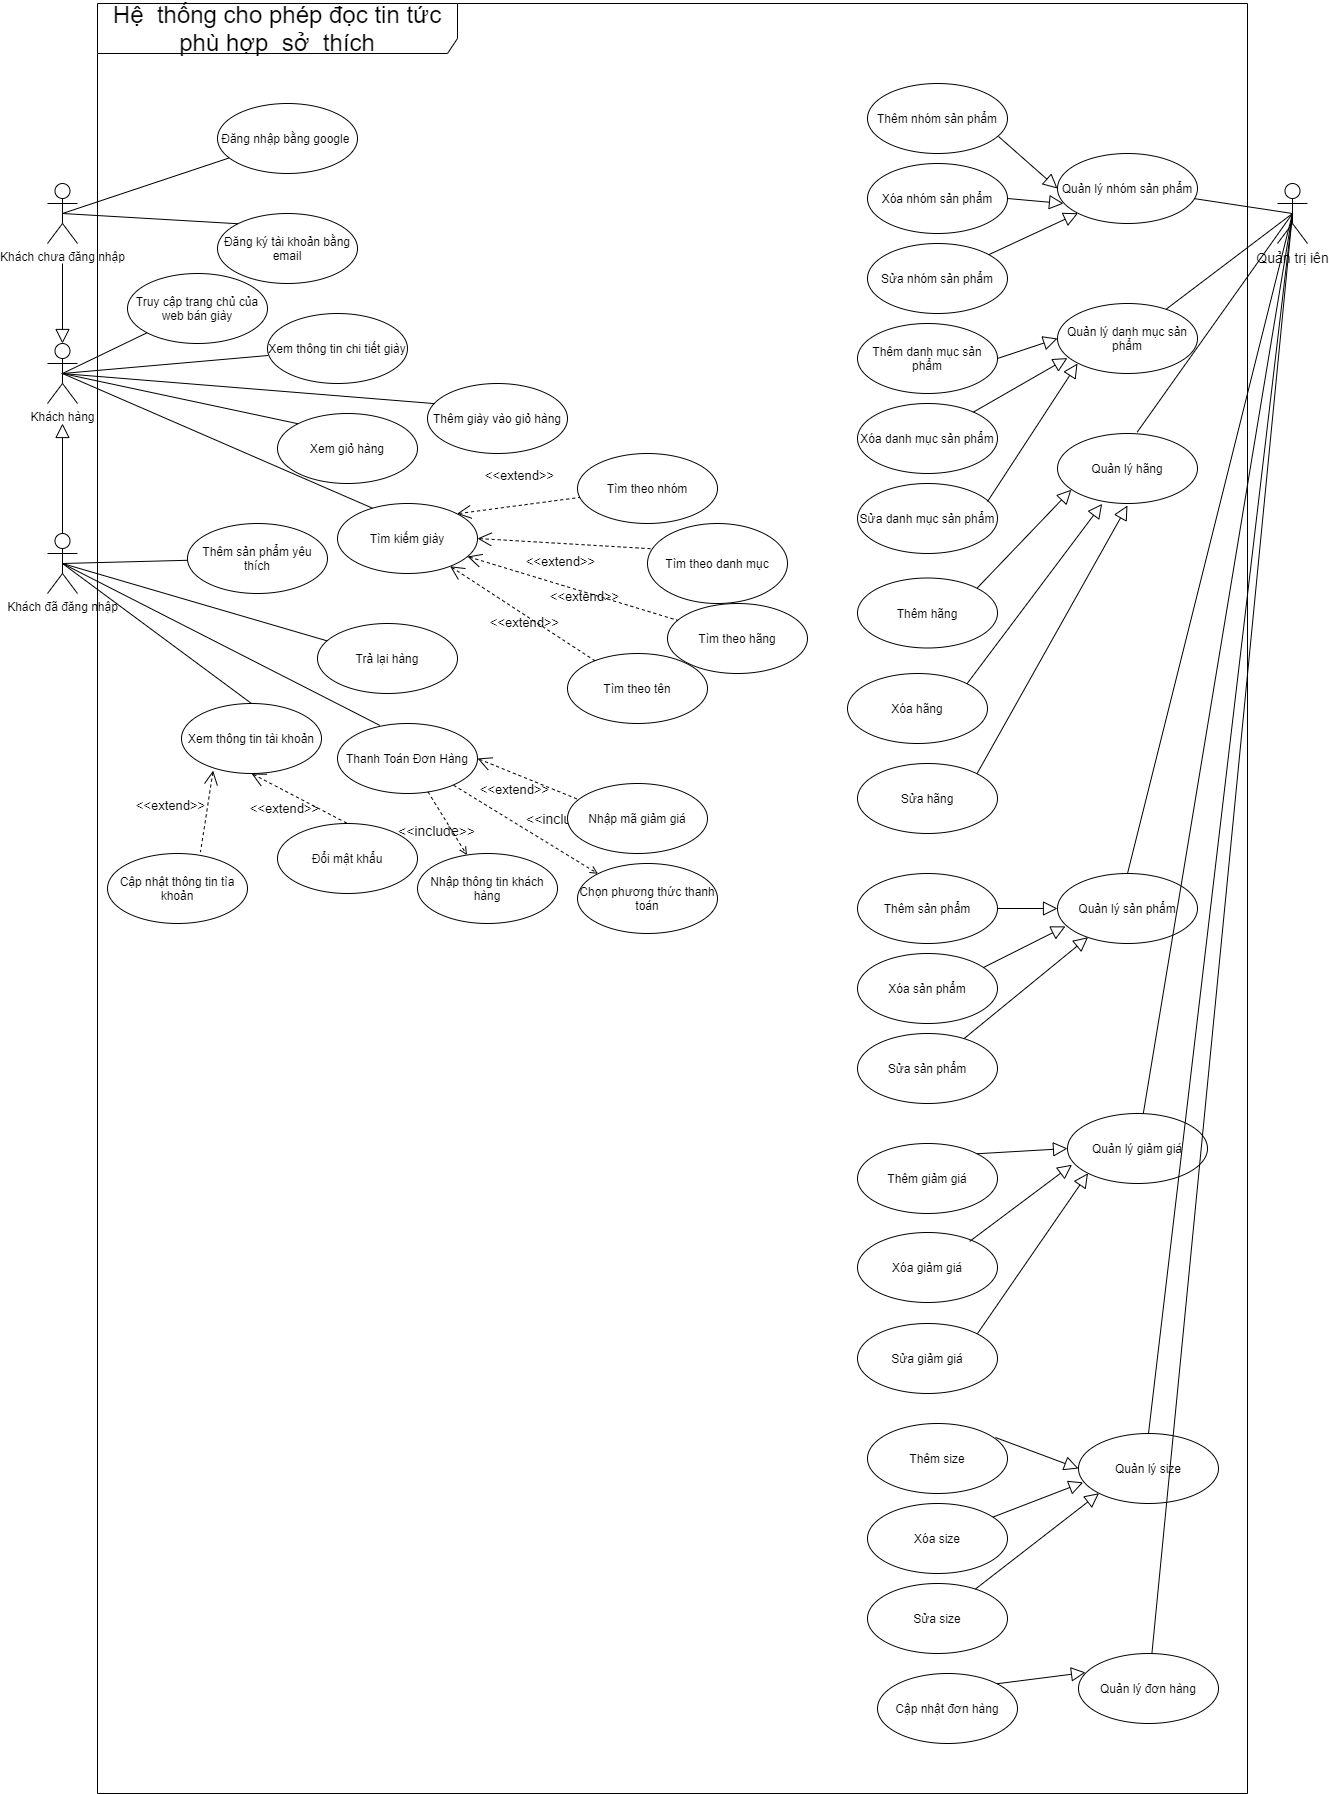 Hệ thống cho phép đọc tin tức
phù hợp sở thích
Đăng nhập bằng google
Khách chưa đăng nhập
Đăng ký tài khoản bằng
email
Truy cập trang chủ của
web bán giày
Xem thông tin chi tiết giày
Khách hàng
Thêm giày vào giỏ hàng
Xem giỏ hàng
<<extend>>
Tìm theo nhóm
Tìm kiếm giày
<<extend>>
Tìm theo danh mục
<<extend>>
Tìm theo hãng
<<extend>>
Tìm theo tên
Thêm sản phẩm yêu
thích
Khách đã đăng nhập
Trả lại hàng
Xem thông tin tài khoản
Thanh Toán Đơn Hàng
<<extend>>
<<extend>>
<<extend>>
<<inclu
Nhập mã giảm giá
<<include>>
Cập nhật thông tin tìa
khoản
Đổi mật khẩu
Nhập thông tin khách
hàng
Chọn phương thức thanh
toán
Thêm nhóm sản phẩm
Xóa nhóm sản phẩm
Sửa nhóm sản phẩm
Quản lý nhóm sản phẩm
Quản trị iên
Thêm danh mục sản
phẩm
Xóa danh mục sản phẩm
Sửa danh mục sản phẩm
Quản lý danh mục sản
phẩm
Quản lý hãng
Thêm hãng
Xóa hãng
Sửa hãng
Thêm sản phẩm
Quản lý sản phẩm
Xóa sản phẩm
Sửa sản phẩm
Quản lý giảm giá
Thêm giảm giá
Xóa giảm giá
Sửa giảm giá
Thêm size
Quản lý size
Xóa size
Sửa size
Quản lý đơn hàng
Cập nhật đơn hàng